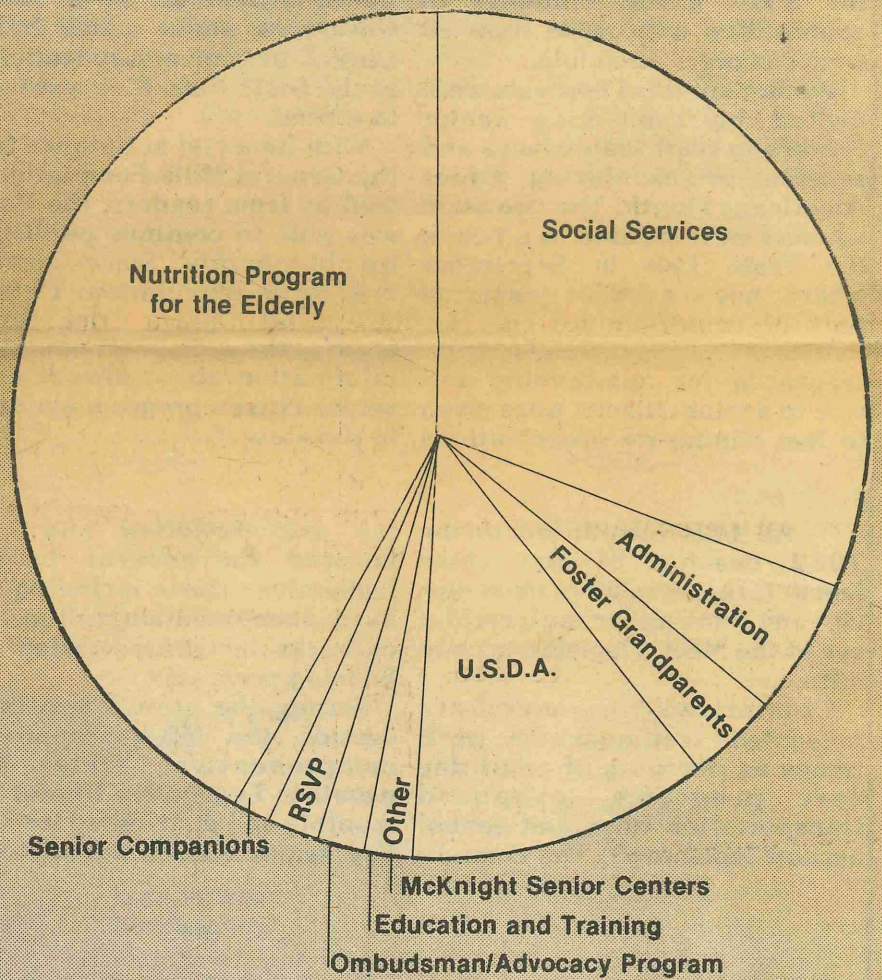 Social Services
Nutrition Program
for the Elderly
Administration
Foster Grandparents
U.S.D.A.
RSVP
Other
Senior Companions
McKnight Senior Centers
Education and Training
Ombudsman/Advocacy Program